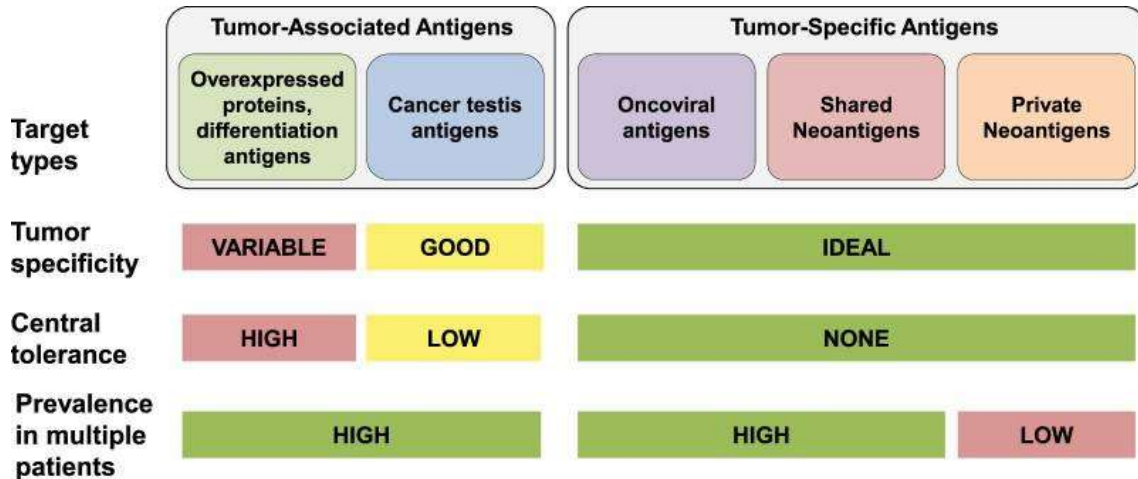 Tumor-Associated Antigens
Tumor-Specific Antigens
Target
types
Overexpressed
proteins,
differentiation
antigens
Cancer testis
antigens
Oncoviral
antigens
Shared
Neoantigens
Private
Neoantigens
Tumor
specificity
VARIABLE
GOOD
IDEAL
Central
tolerance
HIGH
LOW
NONE
Prevalence
in multiple
patients
HIGH
HIGH
LOW